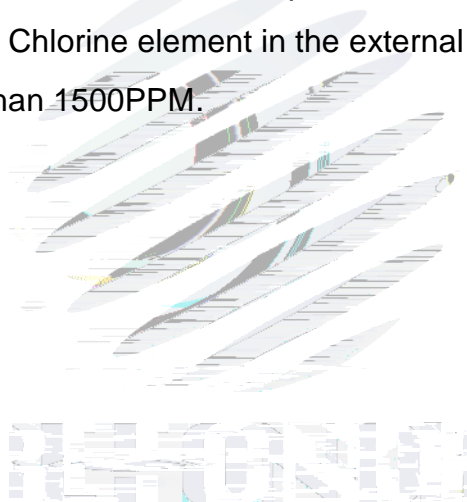 Chlorine element in the external
han 1500PPM.